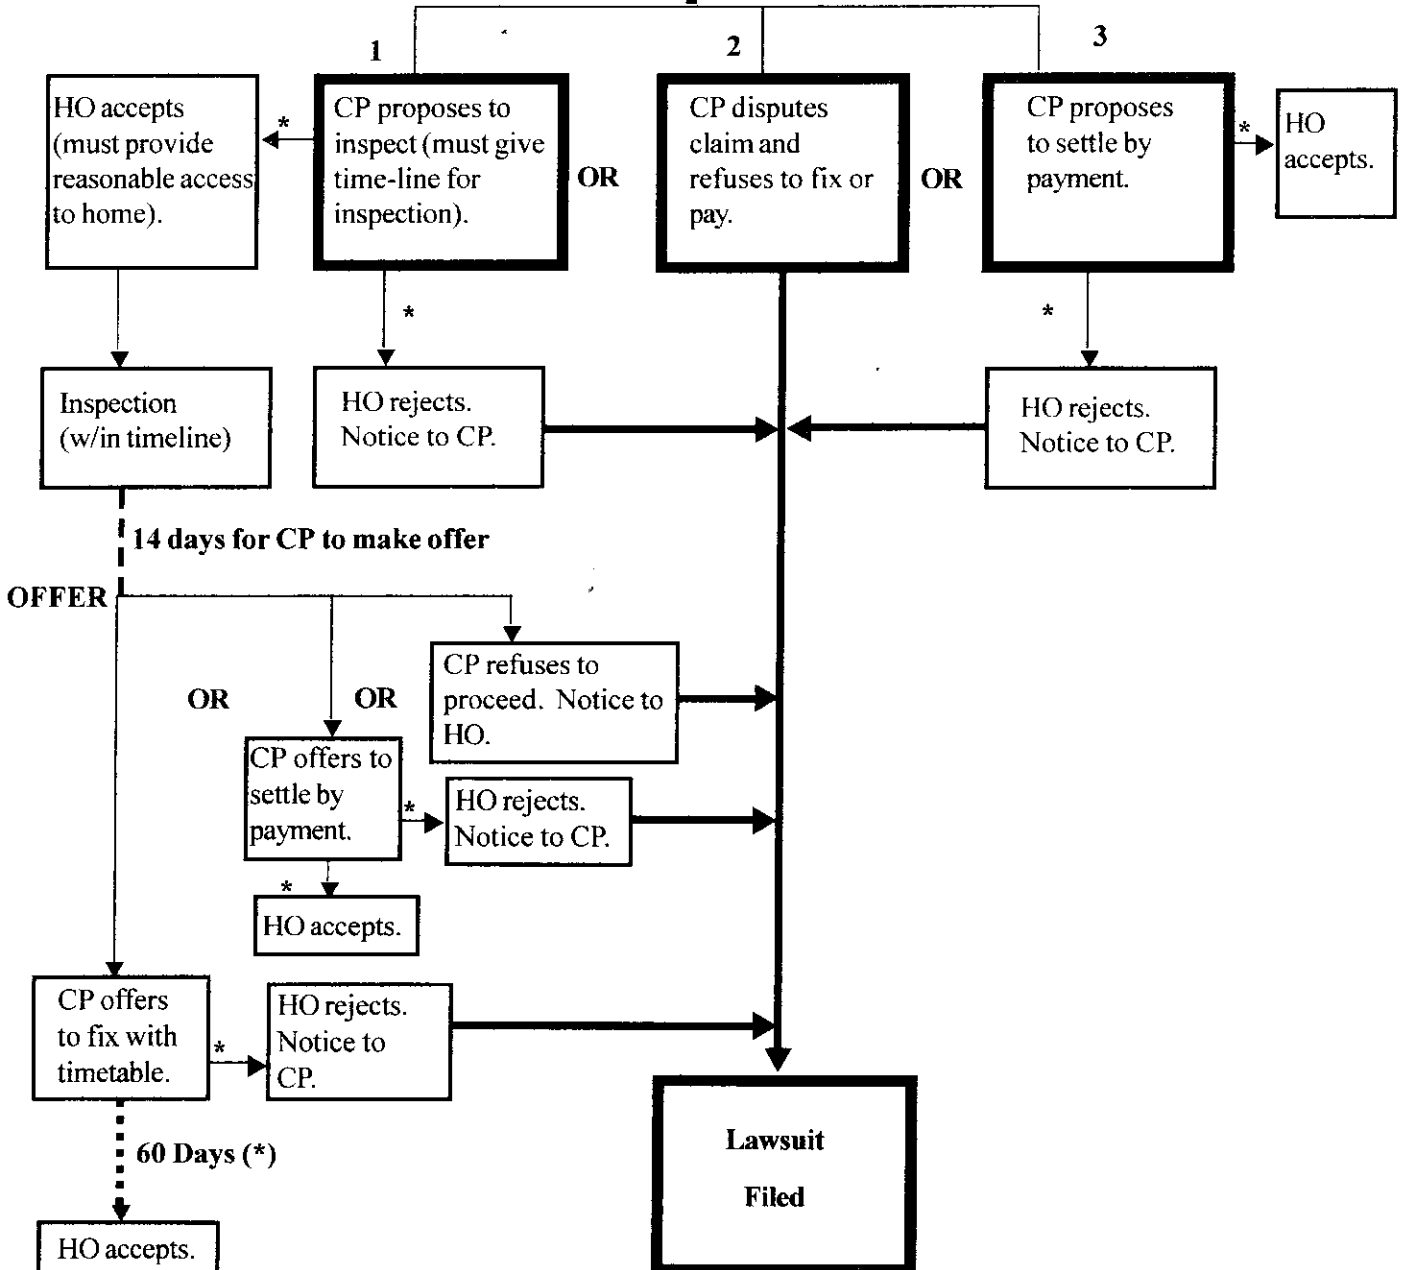 1
2
3
HO accepts
(must provide
reasonable access
to home).
*
CP proposes to
inspect (must give
time-line for
inspection).
OR
CP disputes
claim and
refuses to fix or
pay.
OR
CP proposes
to settle by
payment.
*
HO
accepts.
*
*
Inspection
(w/in timeline)
HO rejects.
Notice to CP.
HO rejects.
Notice to CP.
14 days for CP to make offer
OFFER
CP refuses to
proceed. Notice to
HO.
OR
OR
CP offers to
settle by
payment.
*
HO rejects.
Notice to CP.
*
HO accepts.
CP offers
to fix with
timetable.
*
HO rejects.
Notice to
CP.
60 Days (*)
HO accepts.
Lawsuit
Filed